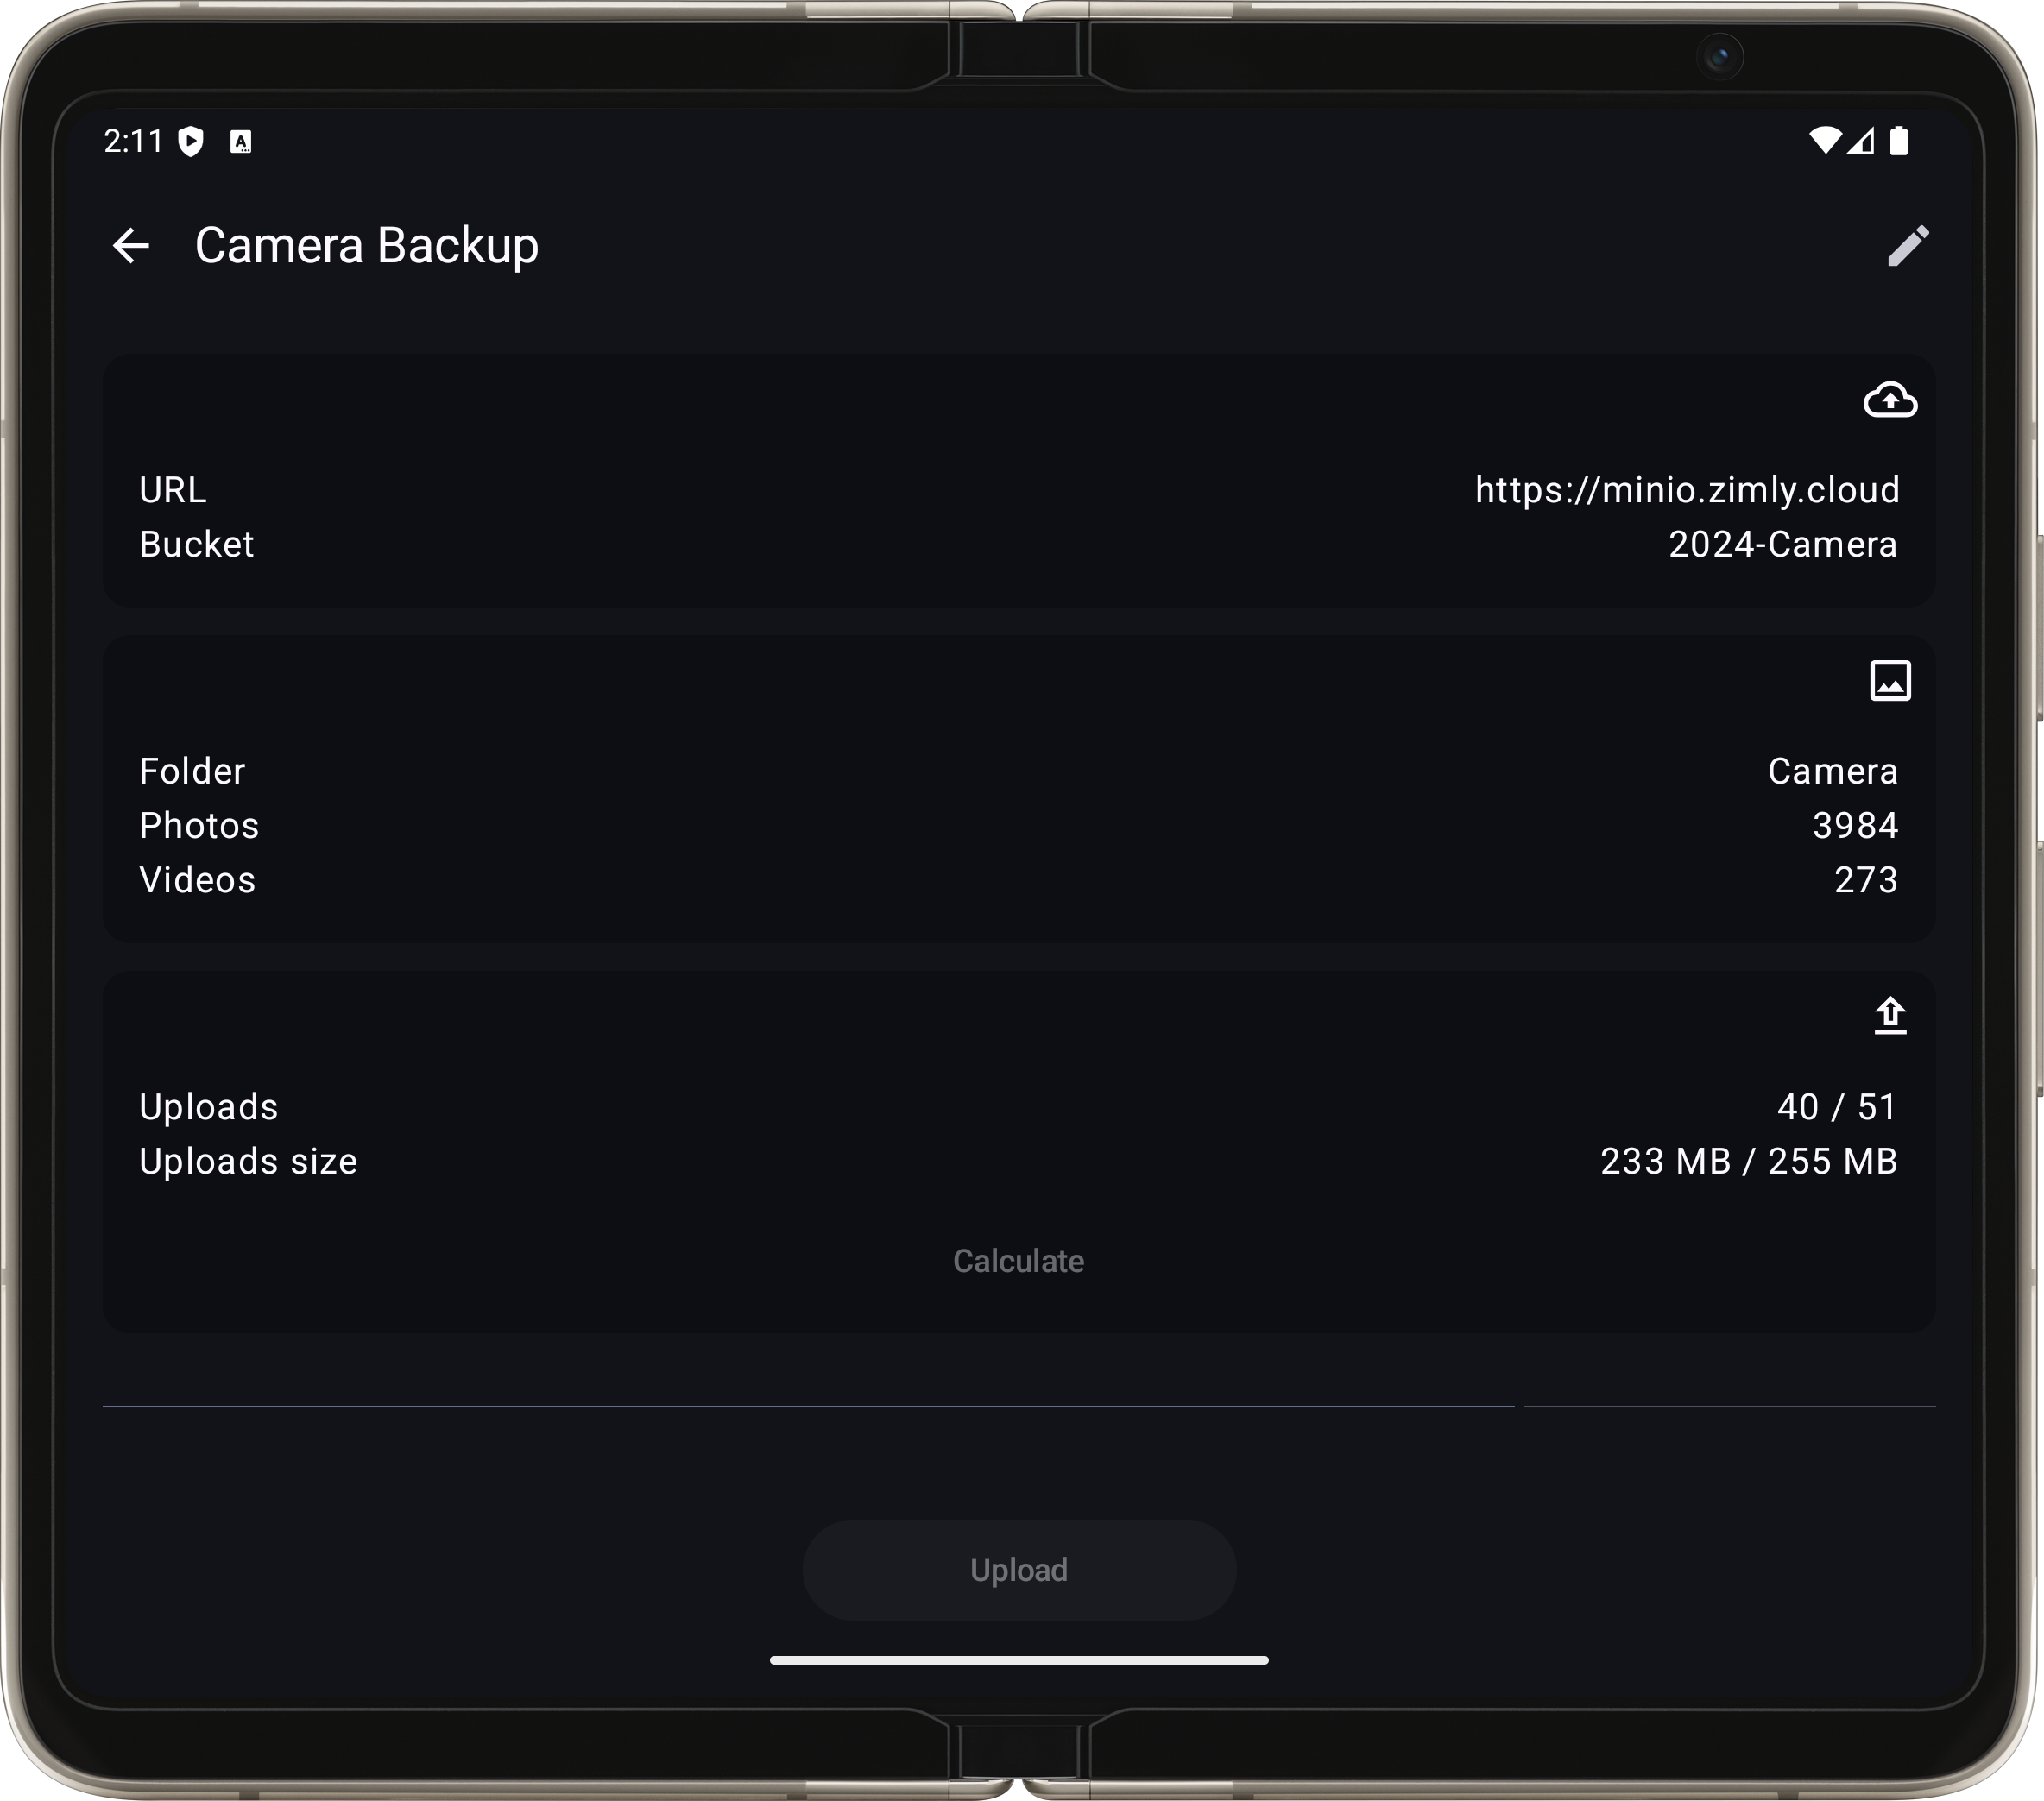 2:11
Camera Backup
URL https://minio.zimly.cloud
Bucket 2024-Camera
Folder Camera
Photos 3984
Videos 273
Uploads 40 / 51
Uploads size 233 MB / 255 MB
Calculate
Upload